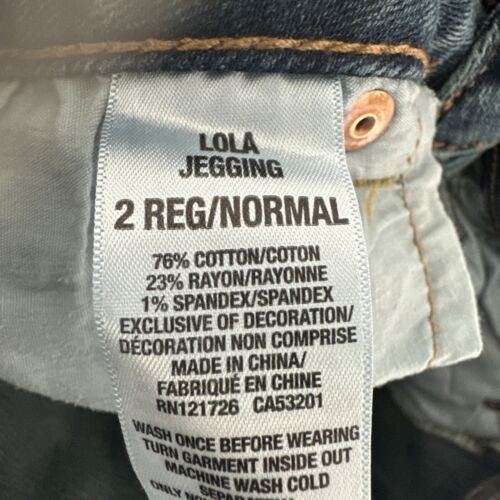 LOLA
JEGGING
2 REG/NORMAL
76% COTTON/COTON
23% RAYON/RAYONNE
1% SPANDEX/SPANDEX
EXCLUSIVE OF DECORATION/
DÉCORATION NON COMPRISE
MADE IN CHINA/
FABRIQUÉ EN CHINE
RN121726 CA53201
WASH ONCE BEFORE WEARING
TURN GARMENT INSIDE OUT
MACHINE WASH COLD
ONLY